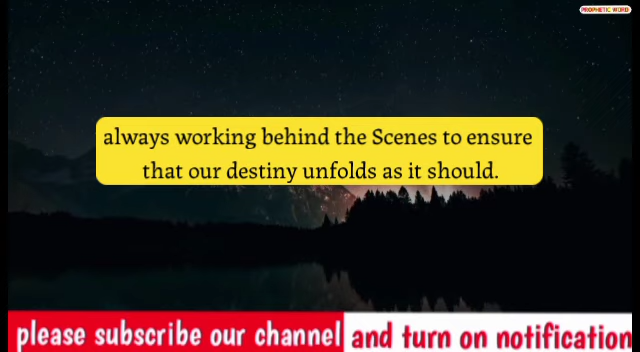 PROPHETIC WORD
always working behind the Scenes to ensure
that our destiny unfolds as it should.
please subscribe our channel and turn on notification